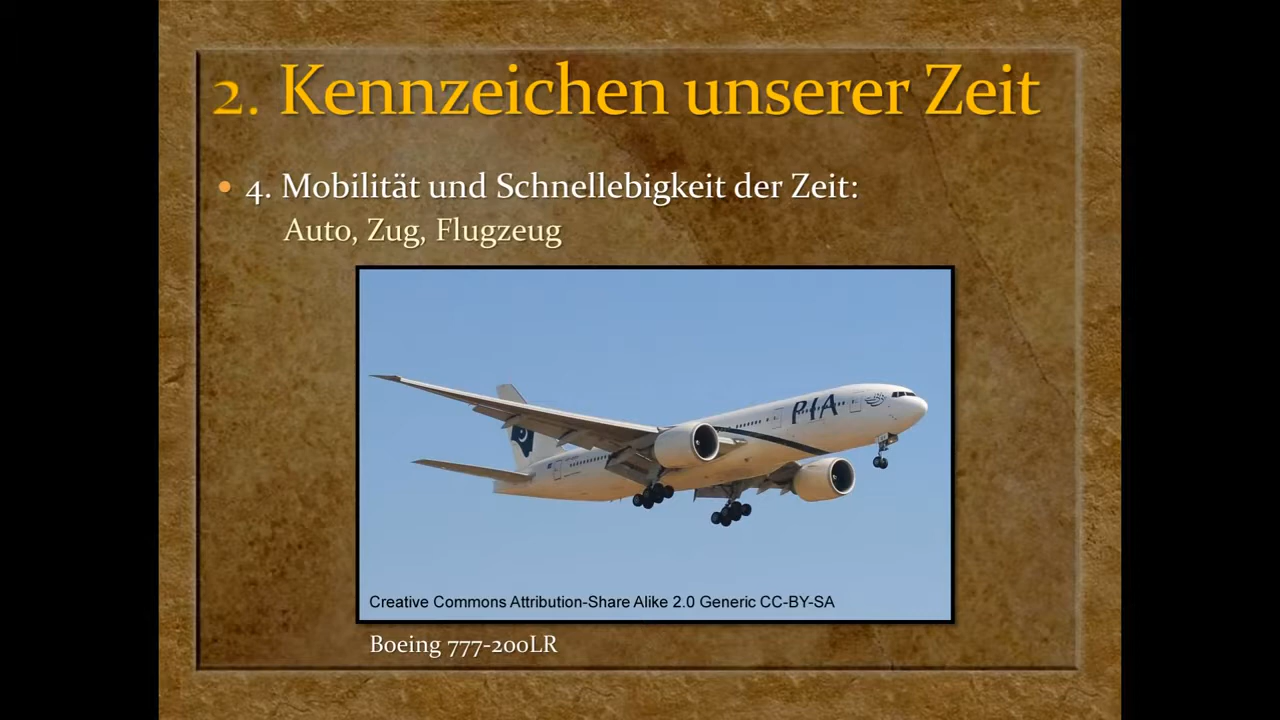 2. Kennzeichen unserer Zeit
• 4. Mobilität und Schnellebigkeit der Zeit:
Auto, Zug, Flugzeug
PIA
Creative Commons Attribution-Share Alike 2.0 Generic CC-BY-SA
Boeing 777-200LR